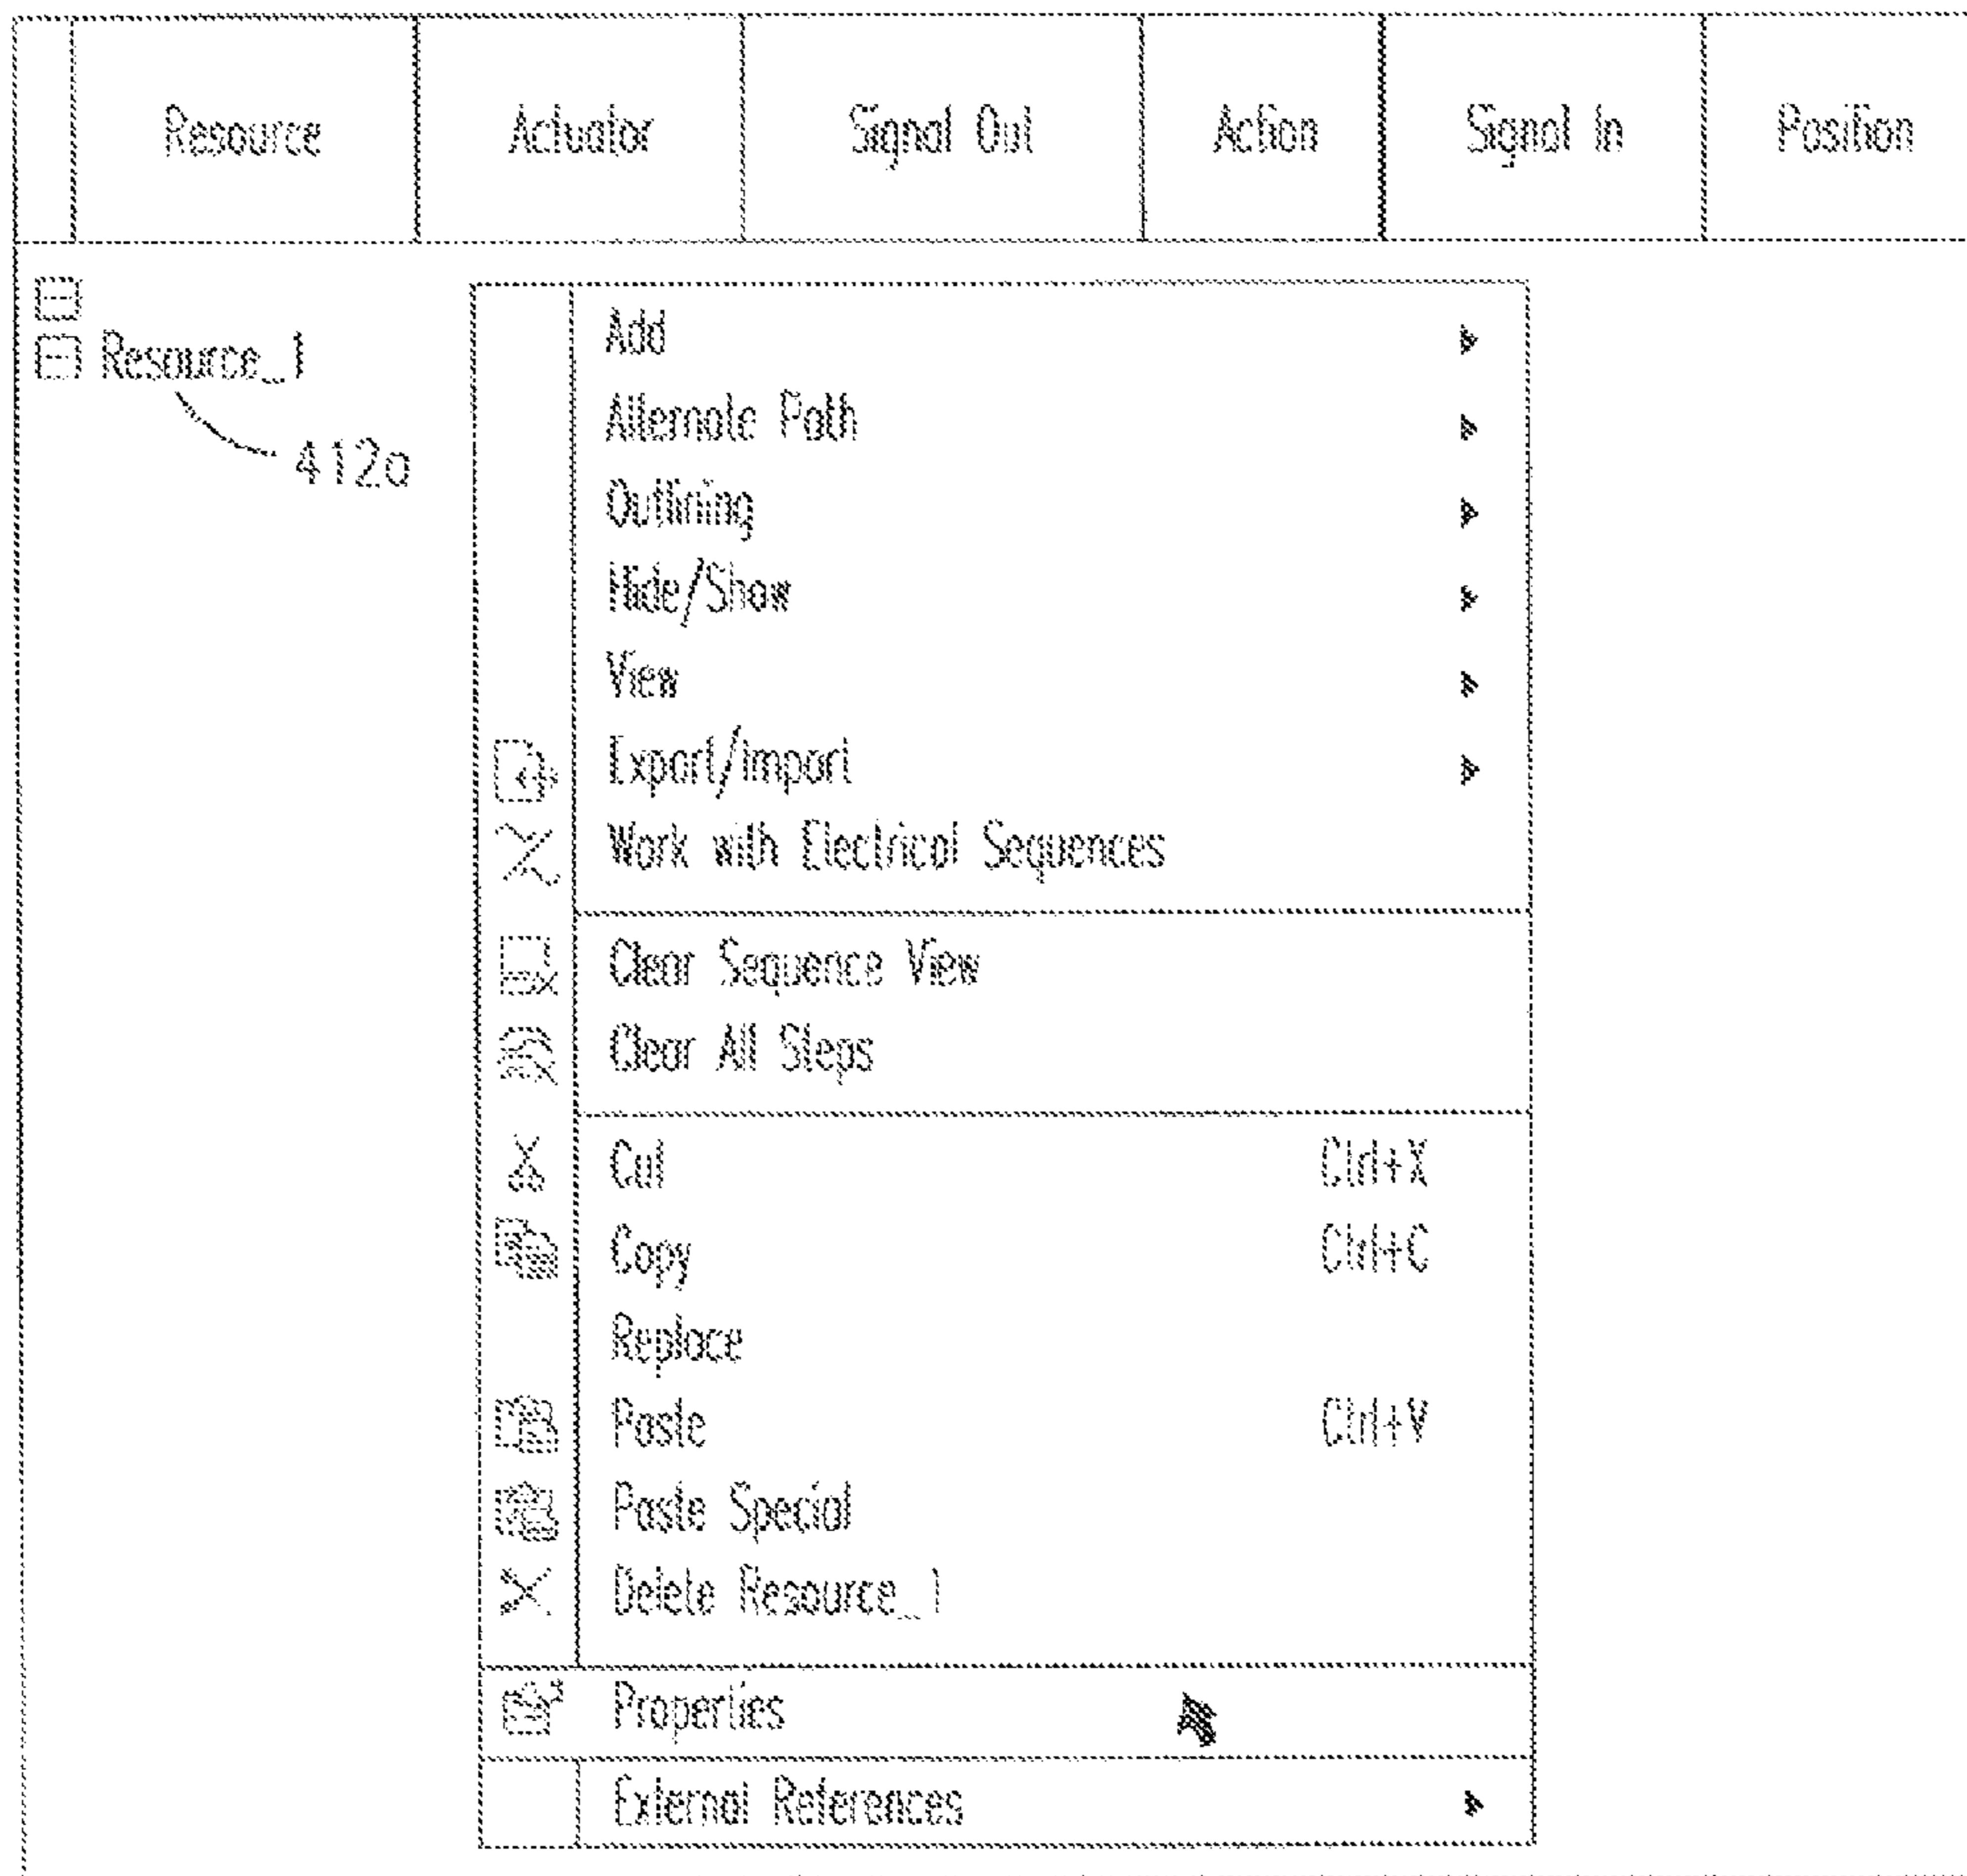 Resource Actuator Signal Out Action Signal In Position
Resource_1
412a
Add
Alternate Path
Outlining
Hide/Show
View
Export/Import
Work with Electrical Sequences
Clear Sequence View
Clear All Steps
Cut Ctrl+X
Copy Ctrl+C
Replace
Paste Ctrl+V
Paste Special
Delete Resource_1
Properties
External References